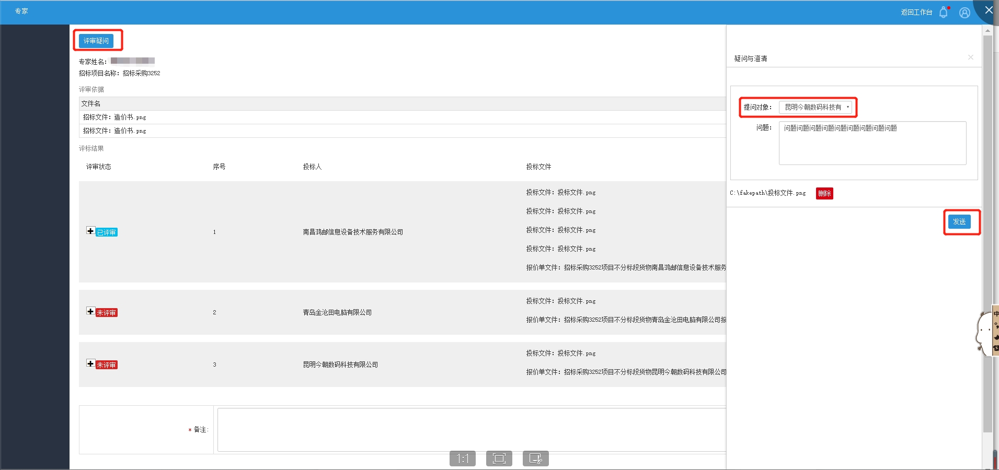 专家
返回工作台
评审疑问
专家姓名：
招标项目名称：招标采购3252
评审依据
文件名
招标文件：造价书.png
招标文件：造价书.png
评标结果
评审状态 序号 投标人 投标文件
已评审 1 南昌鸿邮信息设备技术服务有限公司
投标文件：投标文件.png
投标文件：投标文件.png
投标文件：投标文件.png
投标文件：投标文件.png
报价单文件：招标采购3252项目不分标段货物南昌鸿邮信息设备技术服务
未评审 2 青岛金沧田电脑有限公司
投标文件：投标文件.png
报价单文件：招标采购3252项目不分标段货物青岛金沧田电脑有限公司报
未评审 3 昆明今朝数码科技有限公司
投标文件：投标文件.png
报价单文件：招标采购3252项目不分标段货物昆明今朝数码科技有限公司
* 备注：
疑问与澄清
提问对象： 昆明今朝数码科技有
问题： 问题问题问题问题问题问题问题问题问题
C:\fakepath\投标文件.png 删除
发送
1:1
中